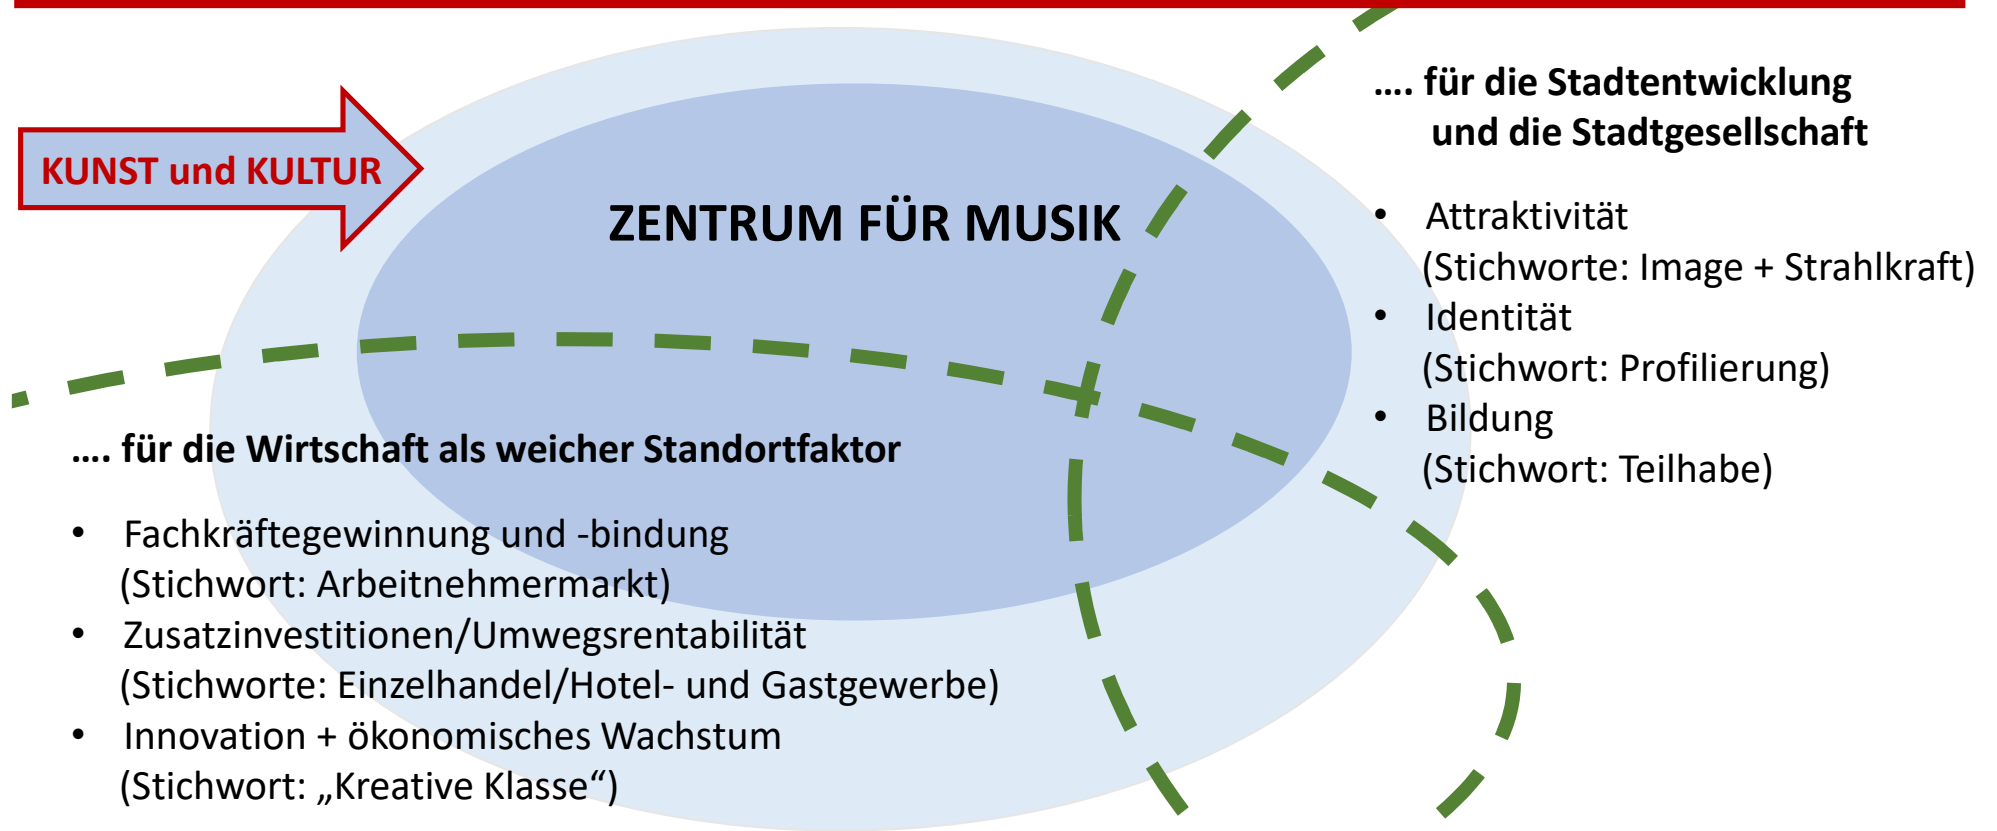 KUNST und KULTUR
ZENTRUM FÜR MUSIK
.... für die Stadtentwicklung
und die Stadtgesellschaft
• Attraktivität
(Stichworte: Image + Strahlkraft)
• Identität
(Stichwort: Profilierung)
• Bildung
(Stichwort: Teilhabe)
.... für die Wirtschaft als weicher Standortfaktor
• Fachkräftegewinnung und -bindung
(Stichwort: Arbeitnehmermarkt)
• Zusatzinvestitionen/Umwegsrentabilität
(Stichworte: Einzelhandel/Hotel- und Gastgewerbe)
• Innovation + ökonomisches Wachstum
(Stichwort: „Kreative Klasse“)